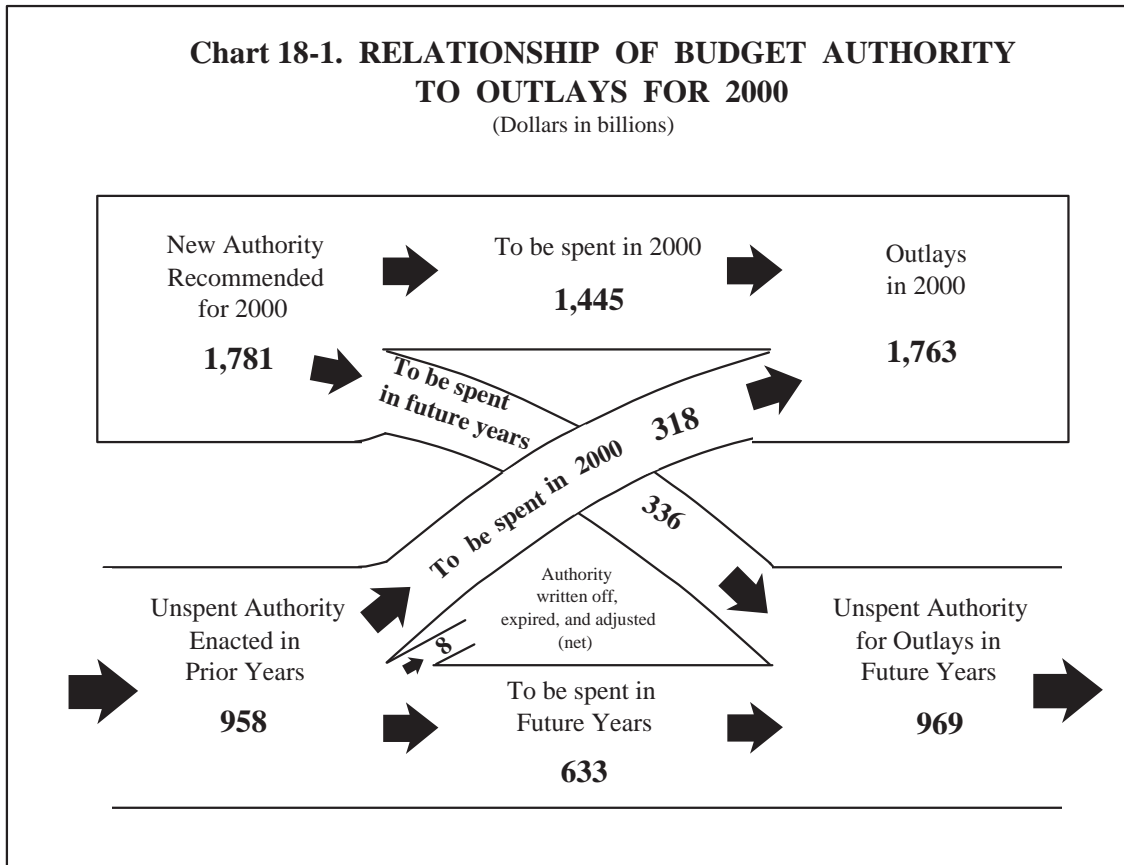 Chart 18-1. RELATIONSHIP OF BUDGET AUTHORITY
TO OUTLAYS FOR 2000
(Dollars in billions)
New Authority
Recommended
for 2000
1,781
To be spent in 2000
1,445
Outlays
in 2000
1,763
To be spent
in future years
336
To be spent in 2000 318
Unspent Authority
Enacted in
Prior Years
958
8
Authority
written off,
expired, and adjusted
(net)
To be spent in
Future Years
633
Unspent Authority
for Outlays in
Future Years
969